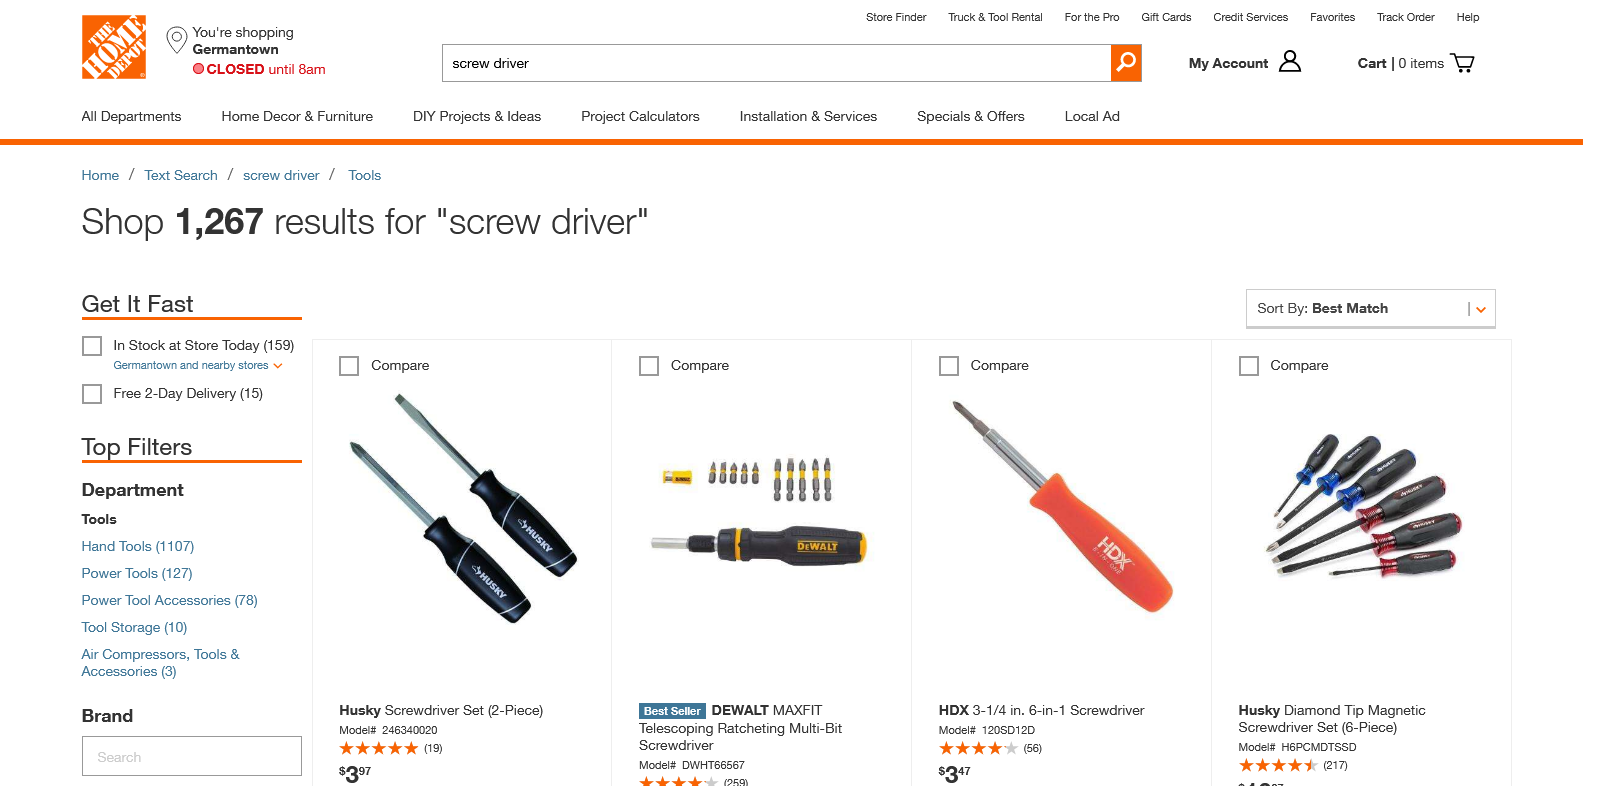 Store Finder
Truck & Tool Rental
For the Pro
Gift Cards
Credit Services
Favorites
Track Order
Help
THE HOME DEPOT
You're shopping
Germantown
CLOSED until 8am
screw driver
My Account
Cart | 0 items
All Departments
Home Decor & Furniture
DIY Projects & Ideas
Project Calculators
Installation & Services
Specials & Offers
Local Ad
Home / Text Search / screw driver / Tools
Shop 1,267 results for "screw driver"
Get It Fast
In Stock at Store Today (159)
Germantown and nearby stores
Free 2-Day Delivery (15)
Top Filters
Department
Tools
Hand Tools (1107)
Power Tools (127)
Power Tool Accessories (78)
Tool Storage (10)
Air Compressors, Tools &
Accessories (3)
Brand
Search
Sort By: Best Match
Compare
HUSKY
HUSKY
Husky Screwdriver Set (2-Piece)
Model# 246340020
(19)
$3 97
Compare
DEWALT
Best Seller DEWALT MAXFIT
Telescoping Ratcheting Multi-Bit
Screwdriver
Model# DWHT66567
(259)
Compare
HDX
HDX 3-1/4 in. 6-in-1 Screwdriver
Model# 120SD12D
(56)
$3 47
Compare
Husky Diamond Tip Magnetic
Screwdriver Set (6-Piece)
Model# H6PCMDTSSD
(217)